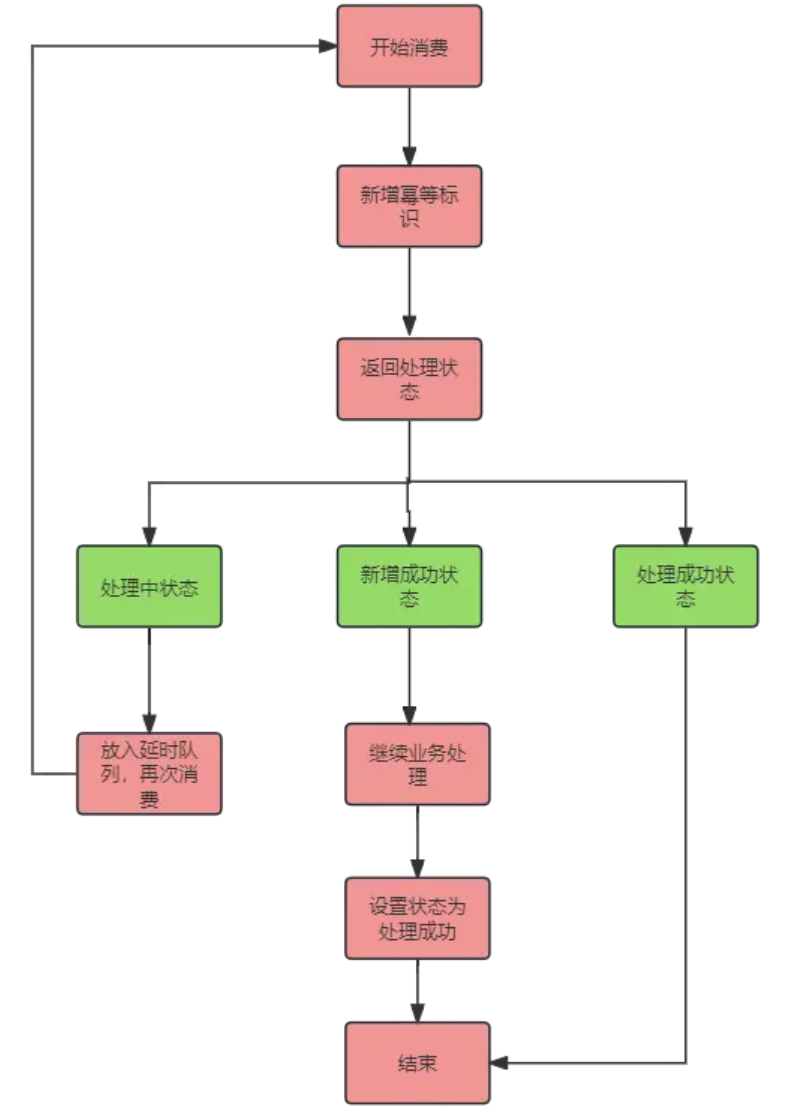 开始消费
新增幂等标
识
返回处理状
态
处理中状态
新增成功状
态
处理成功状
态
放入延时队
列，再次消
费
继续业务处
理
设置状态为
处理成功
结束